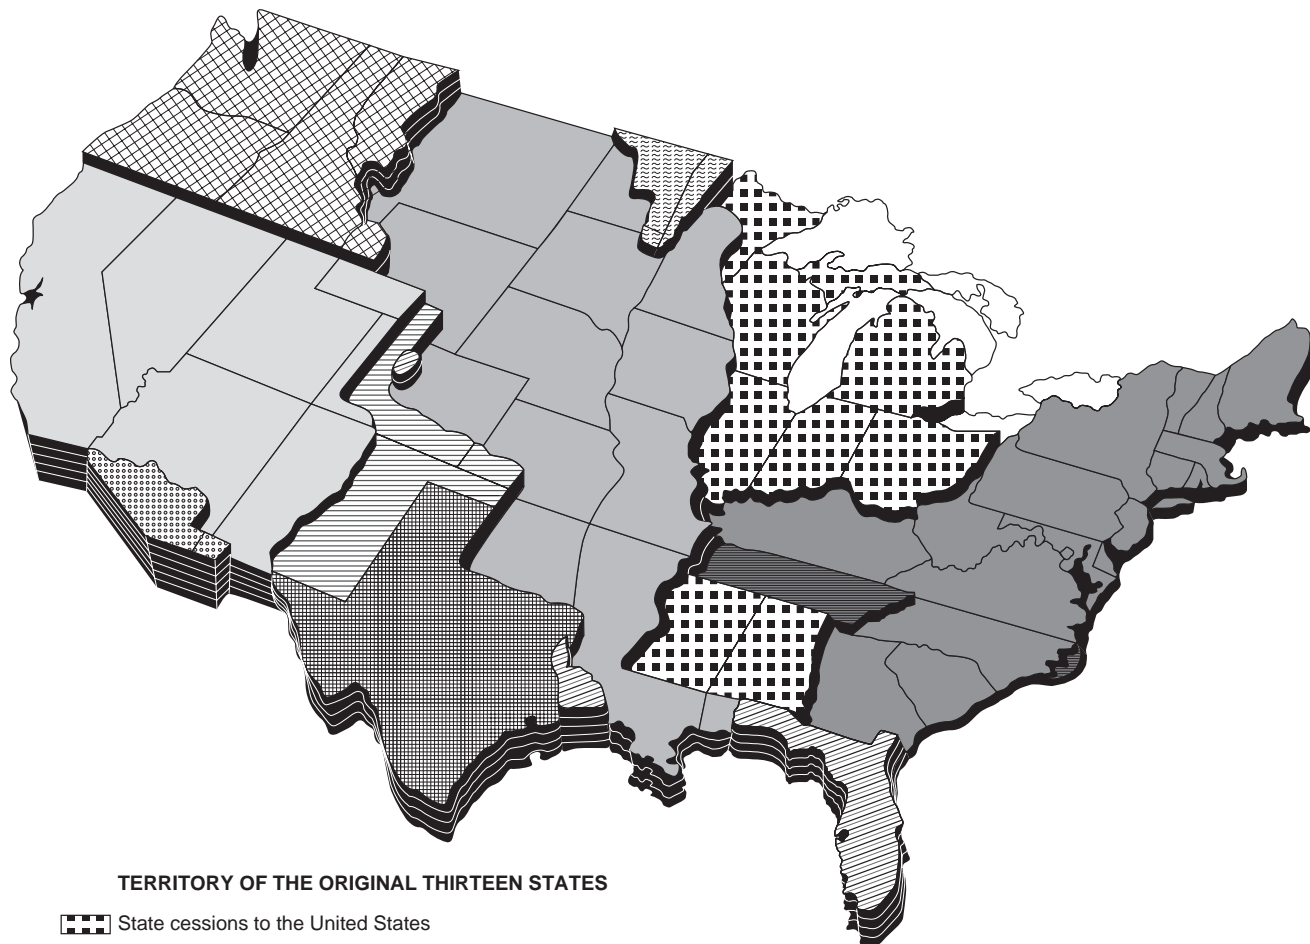 TERRITORY OF THE ORIGINAL THIRTEEN STATES
State cessions to the United States